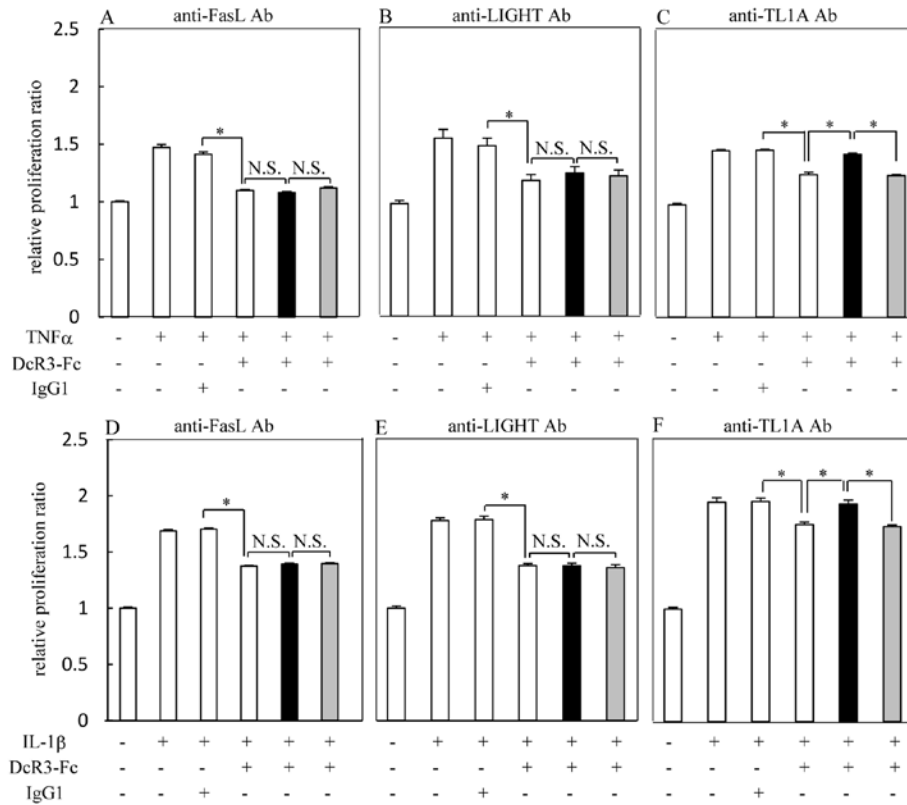 A anti-FasL Ab B anti-LIGHT Ab C anti-TL1A Ab
2.5
2
1.5
1
0.5
0
relative proliferation ratio
* N.S. N.S.
* N.S. N.S.
* * *
TNFα - + + + + + - + + + + + - + + + + +
DcR3-Fc - - - + + + - - - + + + - - - + + +
IgG1 - - + - - - - - + - - - - - + - - -
D anti-FasL Ab E anti-LIGHT Ab F anti-TL1A Ab
2.5
2
1.5
1
0.5
0
relative proliferation ratio
* N.S. N.S.
* N.S. N.S.
* * *
IL-1β - + + + + + - + + + + + - + + + + +
DcR3-Fc - - - + + + - - - + + + - - - + + +
IgG1 - - + - - - - - + - - - - - + - - -